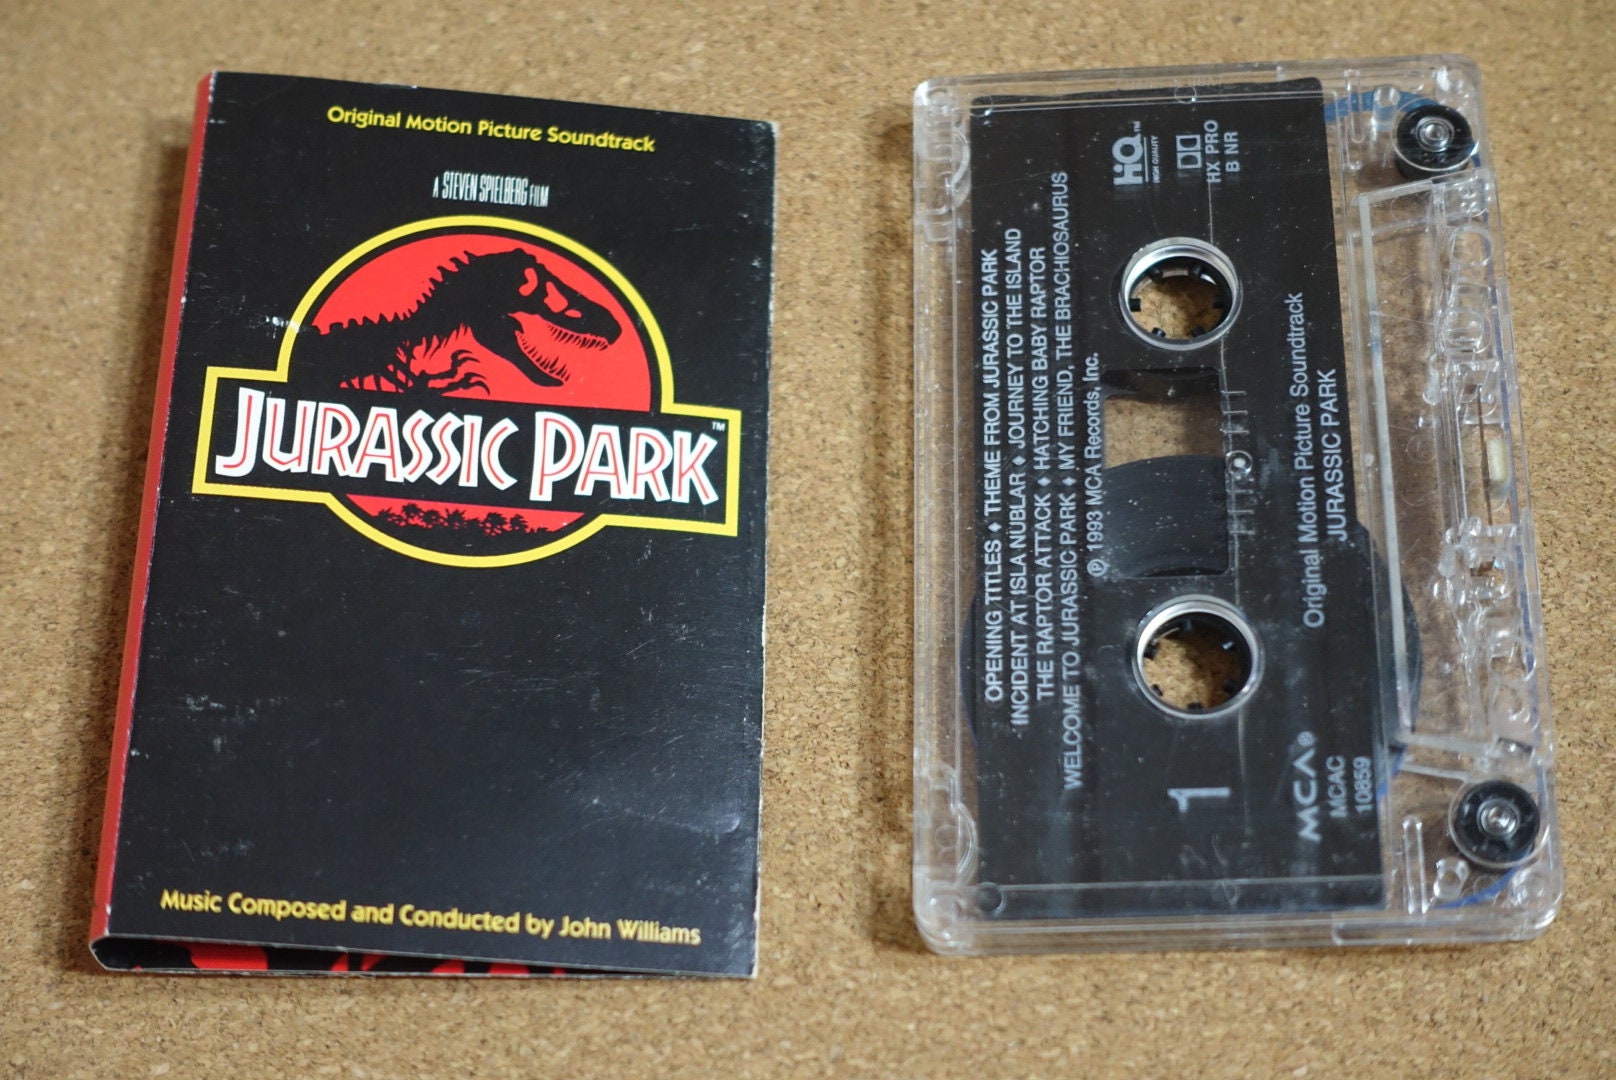 Original Motion Picture Soundtrack
A STEVEN SPIELBERG FILM
JURASSIC PARK™
Music Composed and Conducted by John Williams
OPENING TITLES ♦ THEME FROM JURASSIC PARK
INCIDENT AT ISLA NUBLAR ♦ JOURNEY TO THE ISLAND
THE RAPTOR ATTACK ♦ HATCHING BABY RAPTOR
WELCOME TO JURASSIC PARK ♦ MY FRIEND, THE BRACHIOSAURUS
℗ 1993 MCA Records, Inc.
HQ™
HIGH QUALITY
HX PRO
B NR
1
MCA®
MCAC
10859
Original Motion Picture Soundtrack
JURASSIC PARK